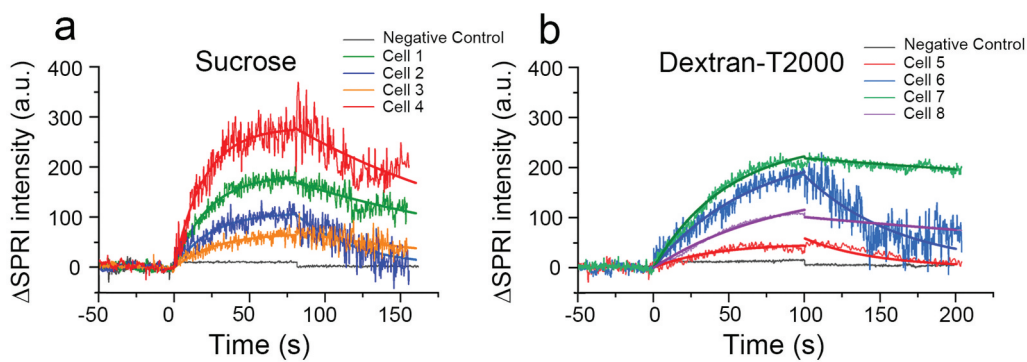 a
Sucrose
Negative Control
Cell 1
Cell 2
Cell 3
Cell 4
ΔSPRI intensity (a.u.)
400
300
200
100
0
-50
0
50
100
150
Time (s)
b
Dextran-T2000
Negative Control
Cell 5
Cell 6
Cell 7
Cell 8
ΔSPRI intensity (a.u.)
400
300
200
100
0
-50
0
50
100
150
200
Time (s)